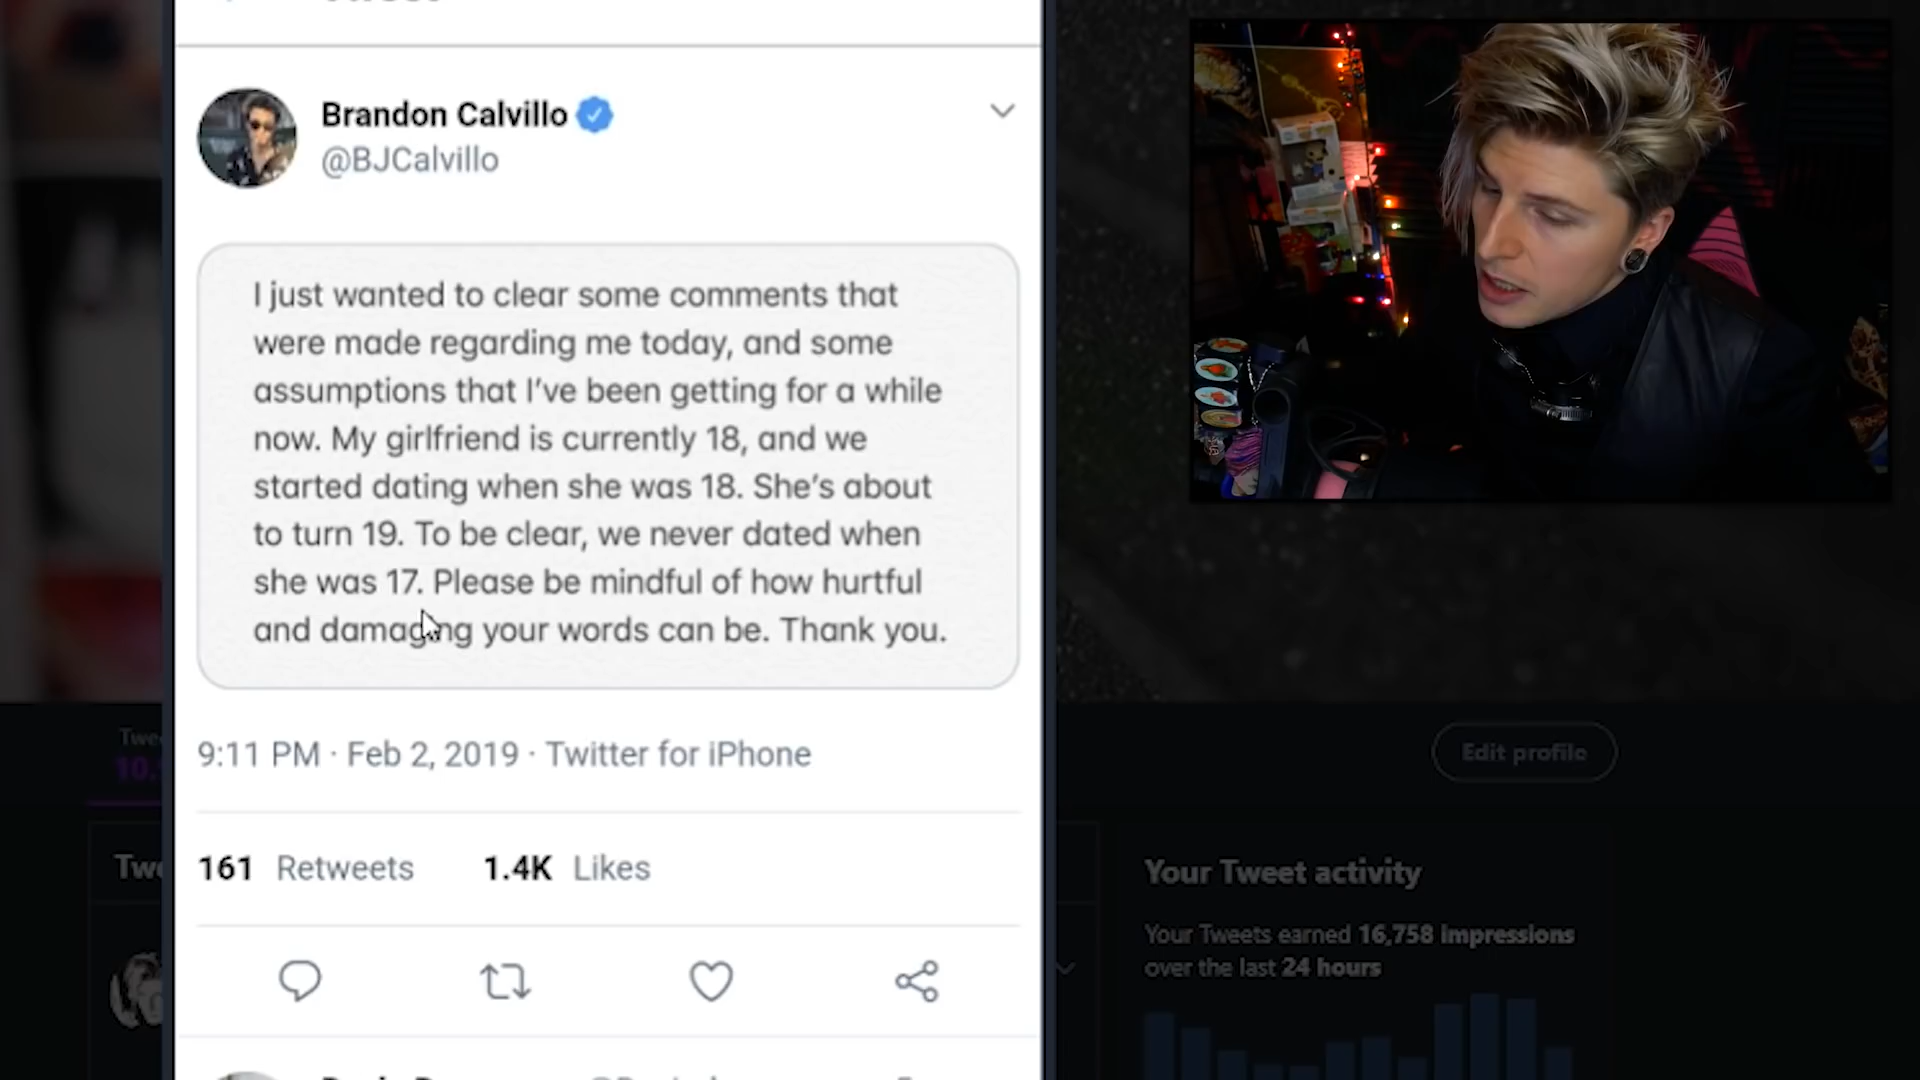 Brandon Calvillo
@BJCalvillo
I just wanted to clear some comments that
were made regarding me today, and some
assumptions that I've been getting for a while
now. My girlfriend is currently 18, and we
started dating when she was 18. She's about
to turn 19. To be clear, we never dated when
she was 17. Please be mindful of how hurtful
and damaging your words can be. Thank you.
9:11 PM · Feb 2, 2019 · Twitter for iPhone
161 Retweets 1.4K Likes
Edit profile
Your Tweet activity
Your Tweets earned 16,758 impressions
over the last 24 hours